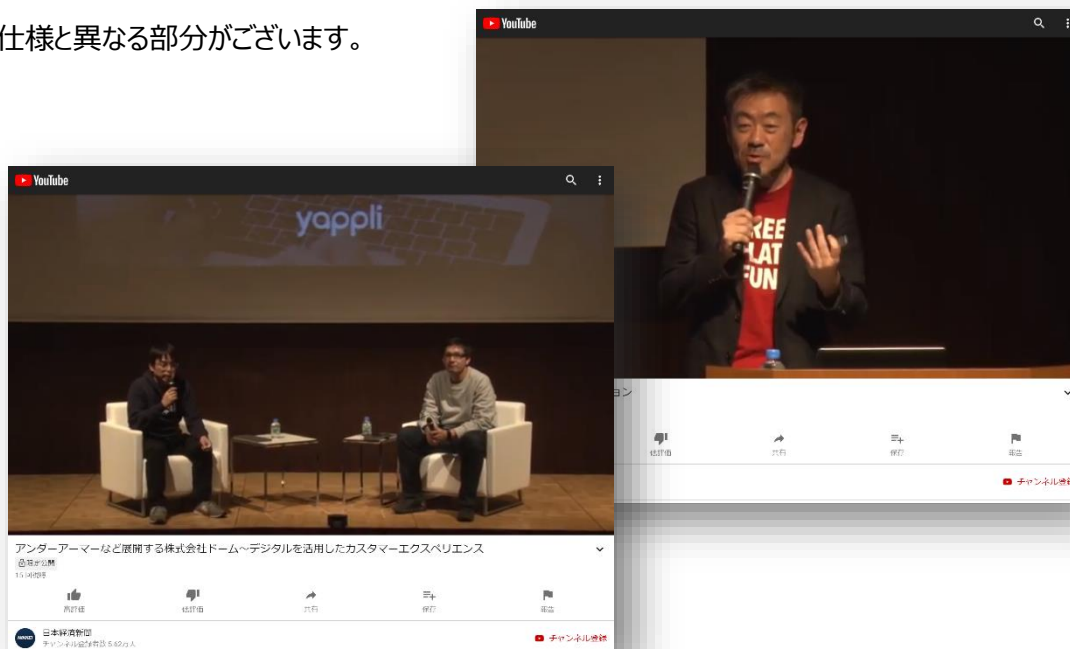 仕様と異なる部分がございます。
YouTube
REE
LAT
FUN
ョン
低評価
共有
保存
報告
チャンネル登録
YouTube
yappli
アンダーアーマーなど展開する株式会社ドーム~デジタルを活用したカスタマーエクスペリエンス
高評価
低評価
共有
保存
報告
日本経済新聞
チャンネル登録